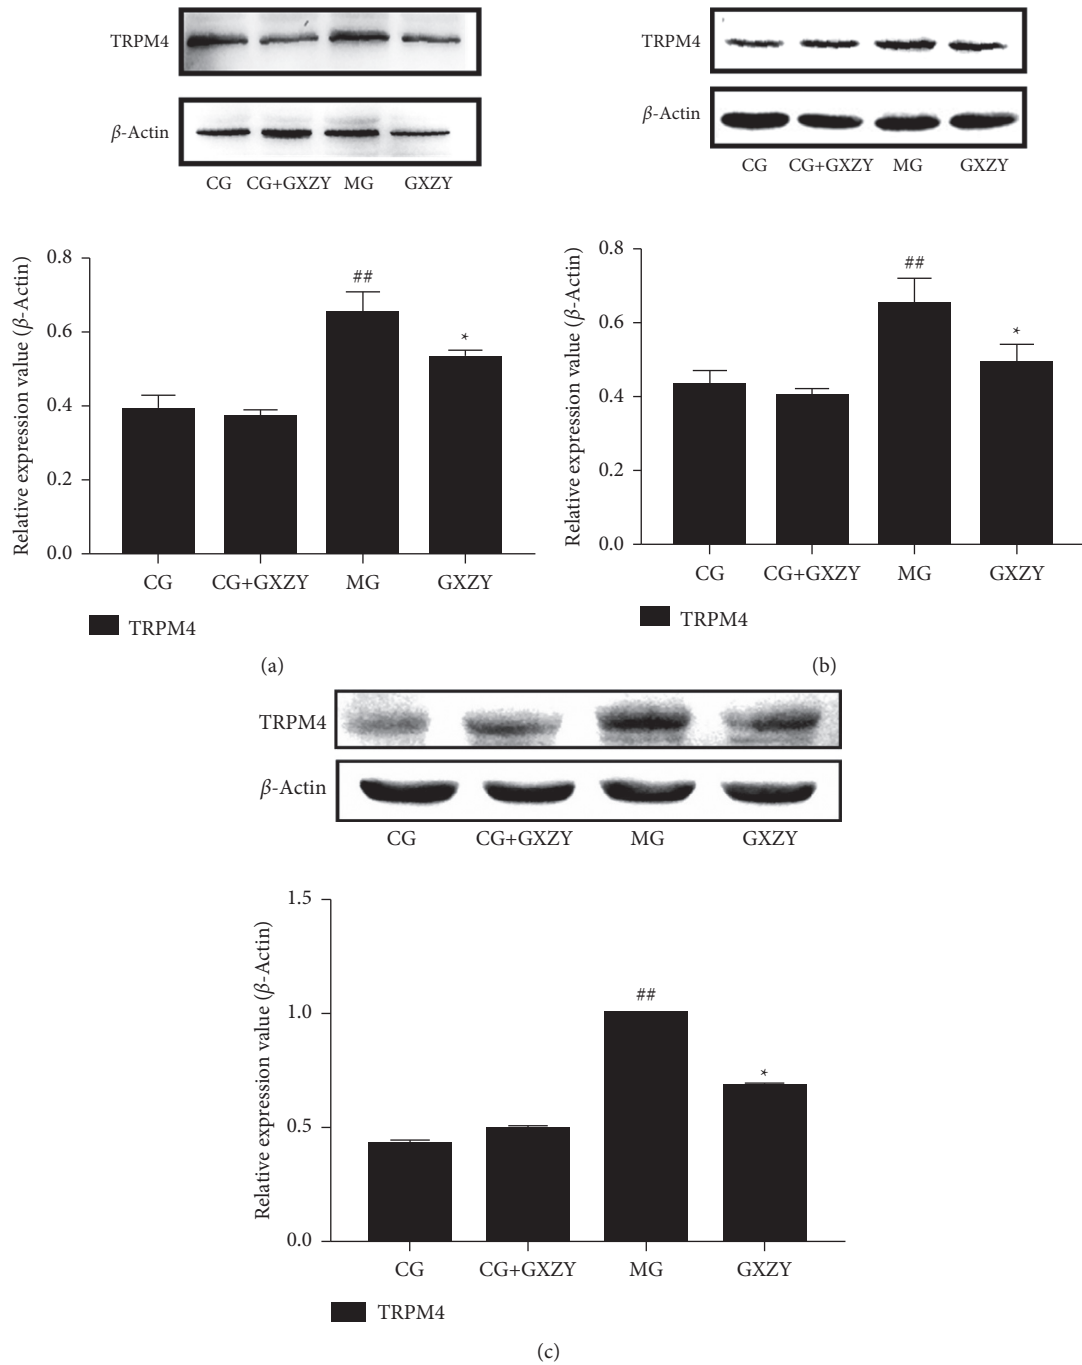 TRPM4
β-Actin
CG CG+GXZY MG GXZY
Relative expression value (β-Actin)
0.8
0.6
0.4
0.2
0.0
##
*
CG CG+GXZY MG GXZY
TRPM4
(a)
TRPM4
β-Actin
CG CG+GXZY MG GXZY
Relative expression value (β-Actin)
0.8
0.6
0.4
0.2
0.0
##
*
CG CG+GXZY MG GXZY
TRPM4
(b)
TRPM4
β-Actin
CG CG+GXZY MG GXZY
Relative expression value (β-Actin)
1.5
1.0
0.5
0.0
##
*
CG CG+GXZY MG GXZY
TRPM4
(c)